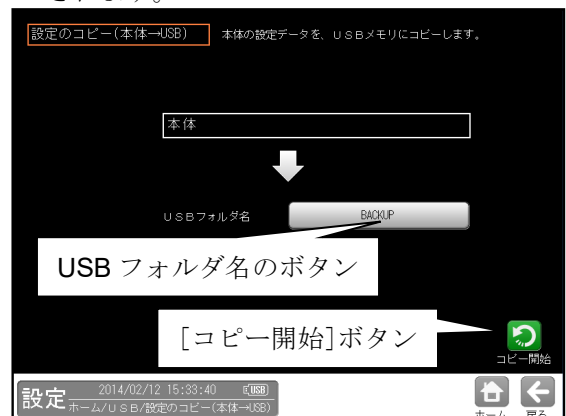 設定のコピー(本体→USB) 本体の設定データを、ＵＳＢメモリにコピーします。
本体
ＵＳＢフォルダ名 BACKUP
USB フォルダ名のボタン
[コピー開始]ボタン
コピー開始
設定 2014/02/12 15:33:40 USB
ホーム/ＵＳＢ/設定のコピー(本体→USB)
ホーム 戻る